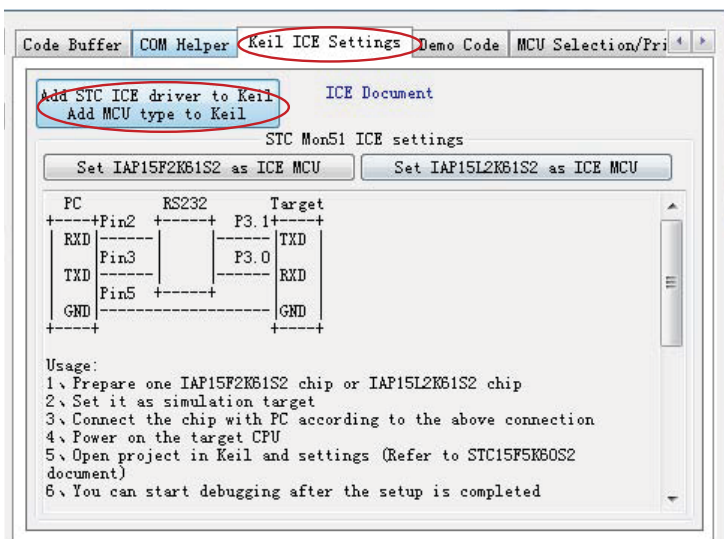 Code Buffer COM Helper Keil ICE Settings Demo Code MCU Selection/Pri
Add STC ICE driver to Keil
Add MCU type to Keil
ICE Document
STC Mon51 ICE settings
Set IAP15F2K61S2 as ICE MCU Set IAP15L2K61S2 as ICE MCU
PC RS232 Target
+----+Pin2 +-----+ P3.1+----+
| RXD|------| |------|TXD |
| |Pin3 | | P3.0| |
| TXD|------| |------|RXD |
| |Pin5 +-----+ | |
| GND|-------------------|GND |
+----+ +----+
Usage:
1、Prepare one IAP15F2K61S2 chip or IAP15L2K61S2 chip
2、Set it as simulation target
3、Connect the chip with PC according to the above connection
4、Power on the target CPU
5、Open project in Keil and settings (Refer to STC15F5K60S2
document)
6、You can start debugging after the setup is completed